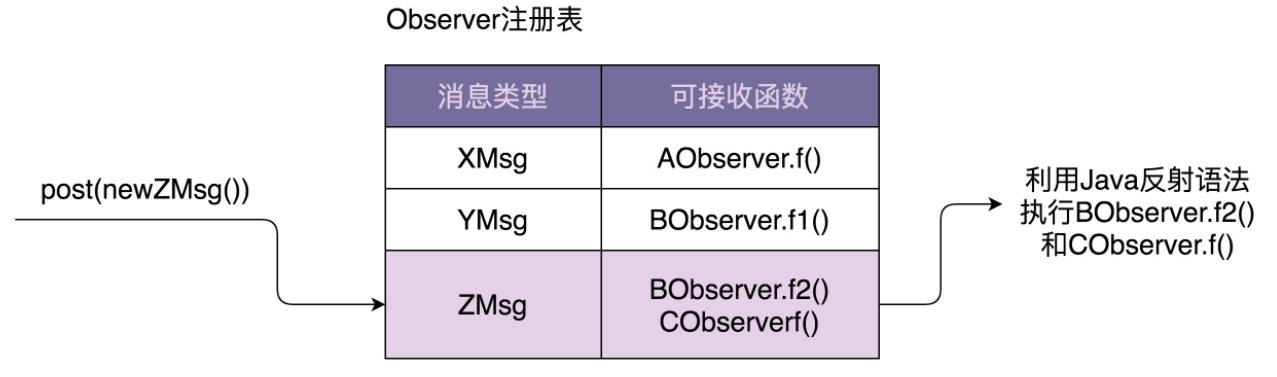 Observer注册表
消息类型 可接收函数
XMsg AObserver.f()
post(newZMsg())
YMsg BObserver.f1()
ZMsg BObserver.f2()
CObserverf()
利用Java反射语法
执行BObserver.f2()
和CObserver.f()